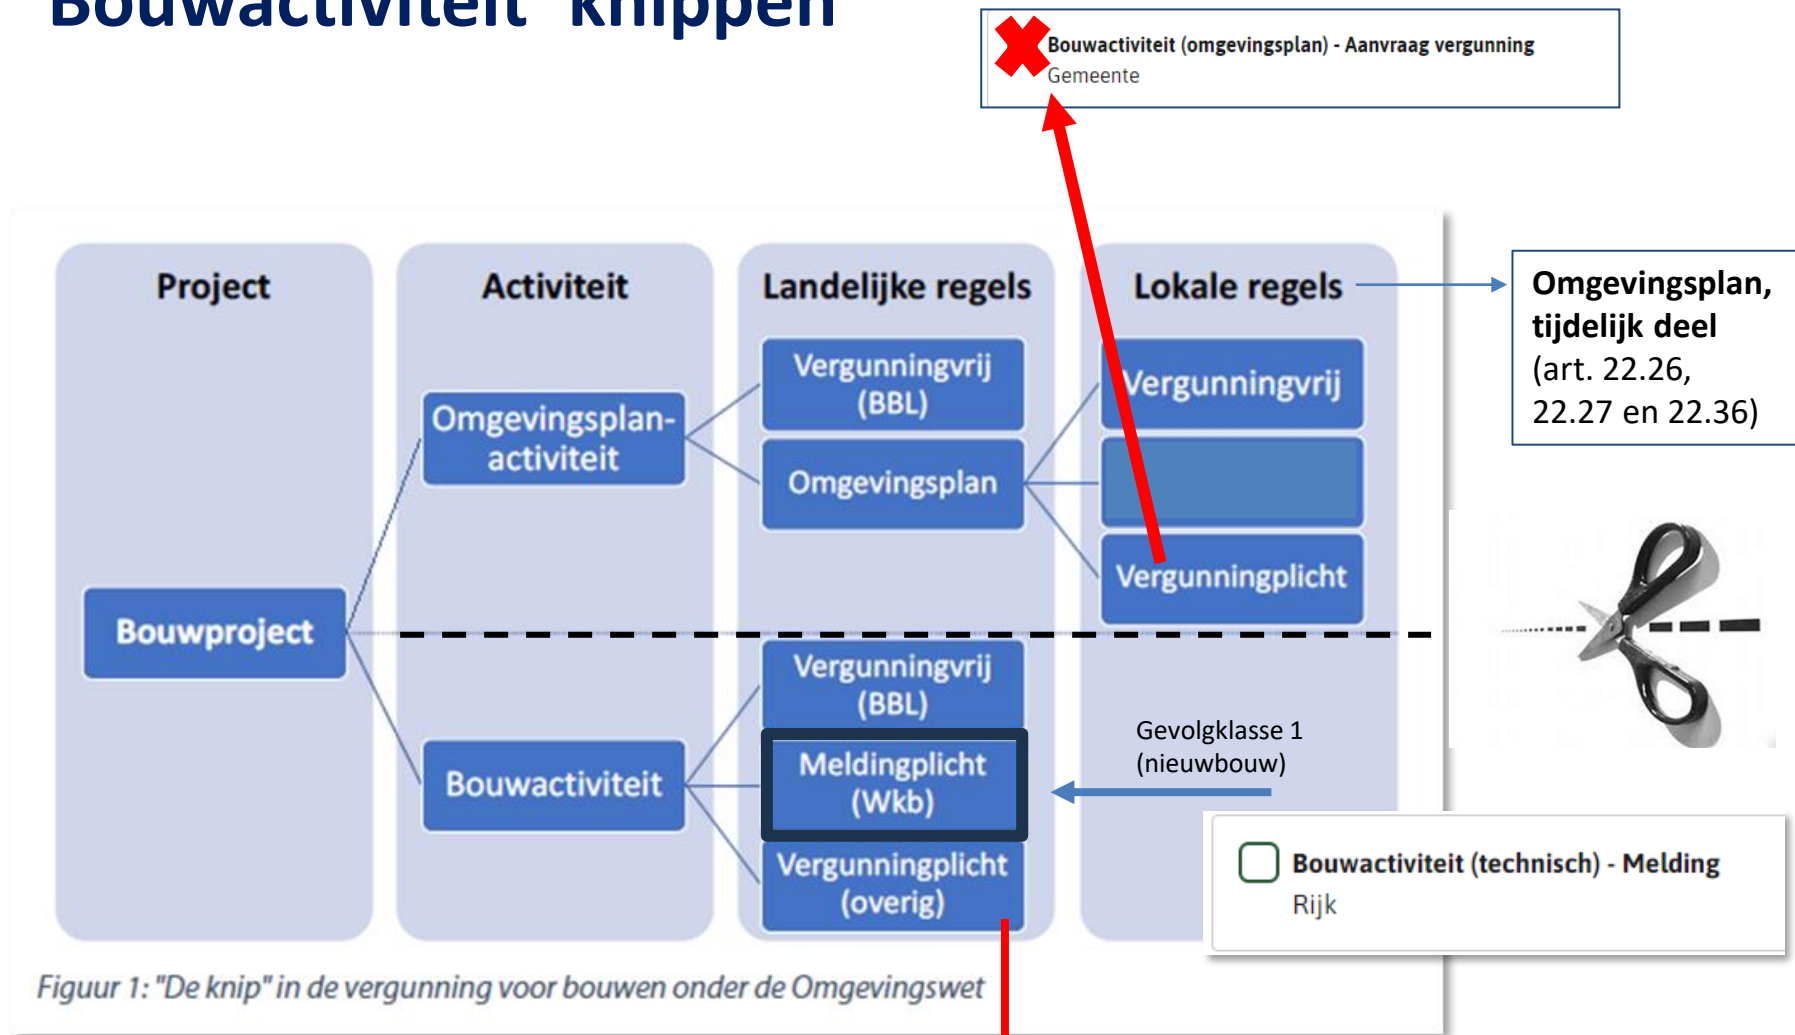 Bouwactiviteit knippen
Bouwactiviteit (omgevingsplan) - Aanvraag vergunning
Gemeente
Project
Activiteit
Landelijke regels
Lokale regels
Omgevingsplan,
tijdelijk deel
(art. 22.26,
22.27 en 22.36)
Bouwproject
Omgevingsplan-
activiteit
Vergunningvrij
(BBL)
Omgevingsplan
Vergunningvrij
Vergunningplicht
Bouwactiviteit
Vergunningvrij
(BBL)
Meldingplicht
(Wkb)
Vergunningplicht
(overig)
Gevolgklasse 1
(nieuwbouw)
Bouwactiviteit (technisch) - Melding
Rijk
Figuur 1: "De knip" in de vergunning voor bouwen onder de Omgevingswet